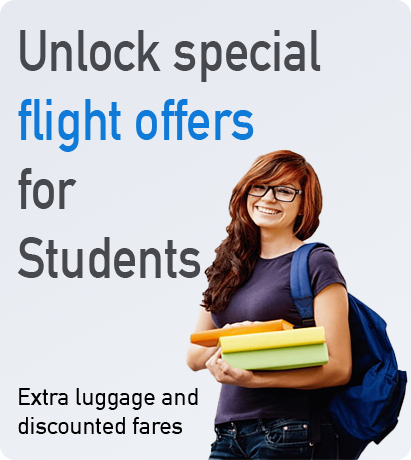 Unlock special
flight offers
for
Students
Extra luggage and
discounted fares